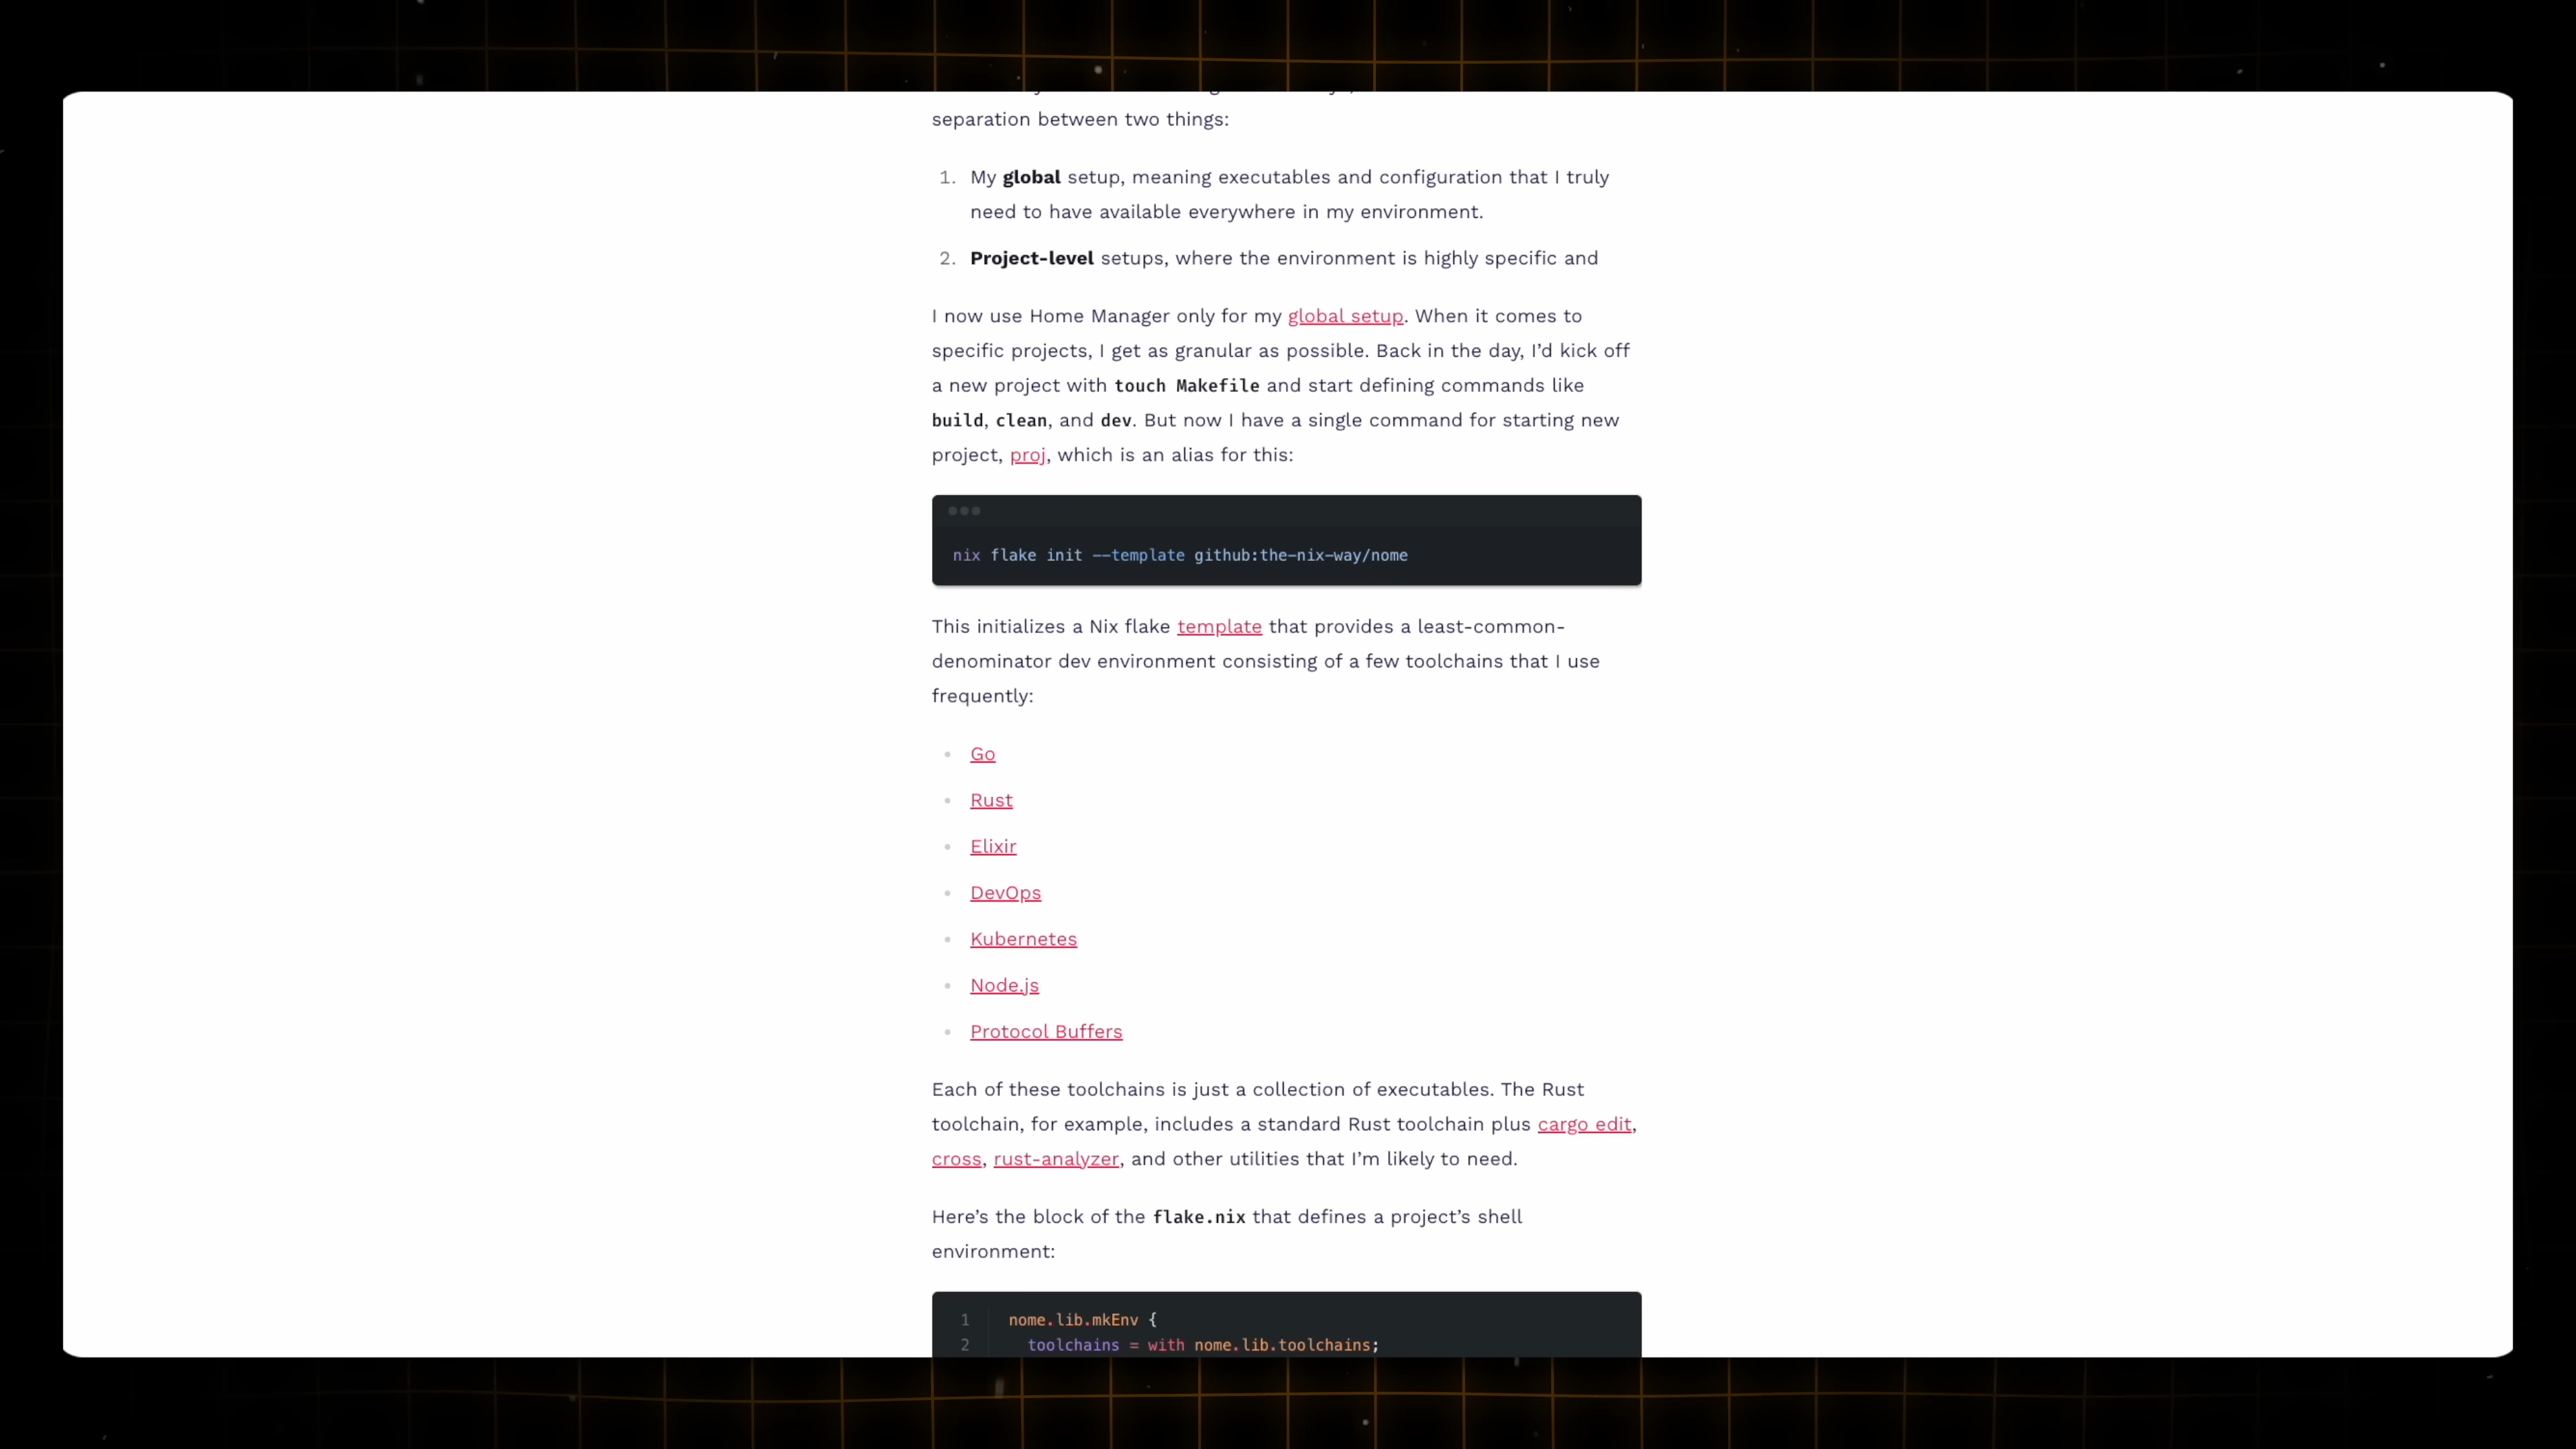 separation between two things:
1. My global setup, meaning executables and configuration that I truly
need to have available everywhere in my environment.
2. Project-level setups, where the environment is highly specific and
I now use Home Manager only for my global setup. When it comes to
specific projects, I get as granular as possible. Back in the day, I’d kick off
a new project with touch Makefile and start defining commands like
build, clean, and dev. But now I have a single command for starting new
project, proj, which is an alias for this:
nix flake init --template github:the-nix-way/nome
This initializes a Nix flake template that provides a least-common-
denominator dev environment consisting of a few toolchains that I use
frequently:
• Go
• Rust
• Elixir
• DevOps
• Kubernetes
• Node.js
• Protocol Buffers
Each of these toolchains is just a collection of executables. The Rust
toolchain, for example, includes a standard Rust toolchain plus cargo edit,
cross, rust-analyzer, and other utilities that I’m likely to need.
Here’s the block of the flake.nix that defines a project’s shell
environment:
1 nome.lib.mkEnv {
2 toolchains = with nome.lib.toolchains;